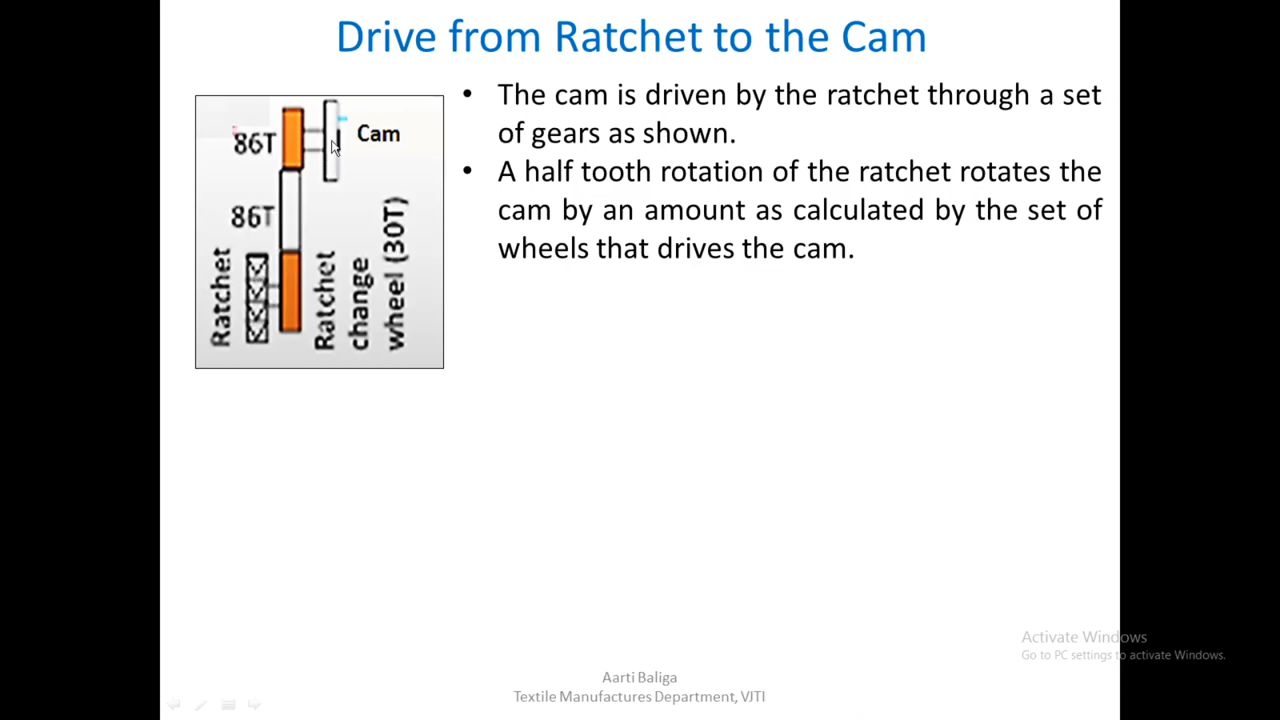 Drive from Ratchet to the Cam
• The cam is driven by the ratchet through a set
of gears as shown.
• A half tooth rotation of the ratchet rotates the
cam by an amount as calculated by the set of
wheels that drives the cam.
86T
Cam
86T
Ratchet
Ratchet
change
wheel (30T)
Activate Windows
Go to PC settings to activate Windows.
Aarti Baliga
Textile Manufactures Department, VJTI